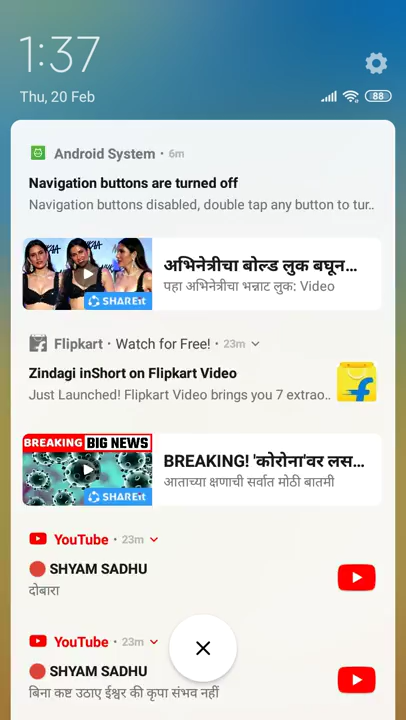 1:37
Thu, 20 Feb
88
Android System • 6m
Navigation buttons are turned off
Navigation buttons disabled, double tap any button to tur..
SHAREit
अभिनेत्रीचा बोल्ड लुक बघून...
पहा अभिनेत्रीचा भन्नाट लुक: Video
Flipkart • Watch for Free! • 23m
Zindagi inShort on Flipkart Video
Just Launched! Flipkart Video brings you 7 extrao..
BREAKING BIG NEWS
SHAREit
BREAKING! 'कोरोना'वर लस...
आताच्या क्षणाची सर्वात मोठी बातमी
YouTube • 23m
SHYAM SADHU
दोबारा
YouTube • 23m
SHYAM SADHU
बिना कष्ट उठाए ईश्वर की कृपा संभव नहीं